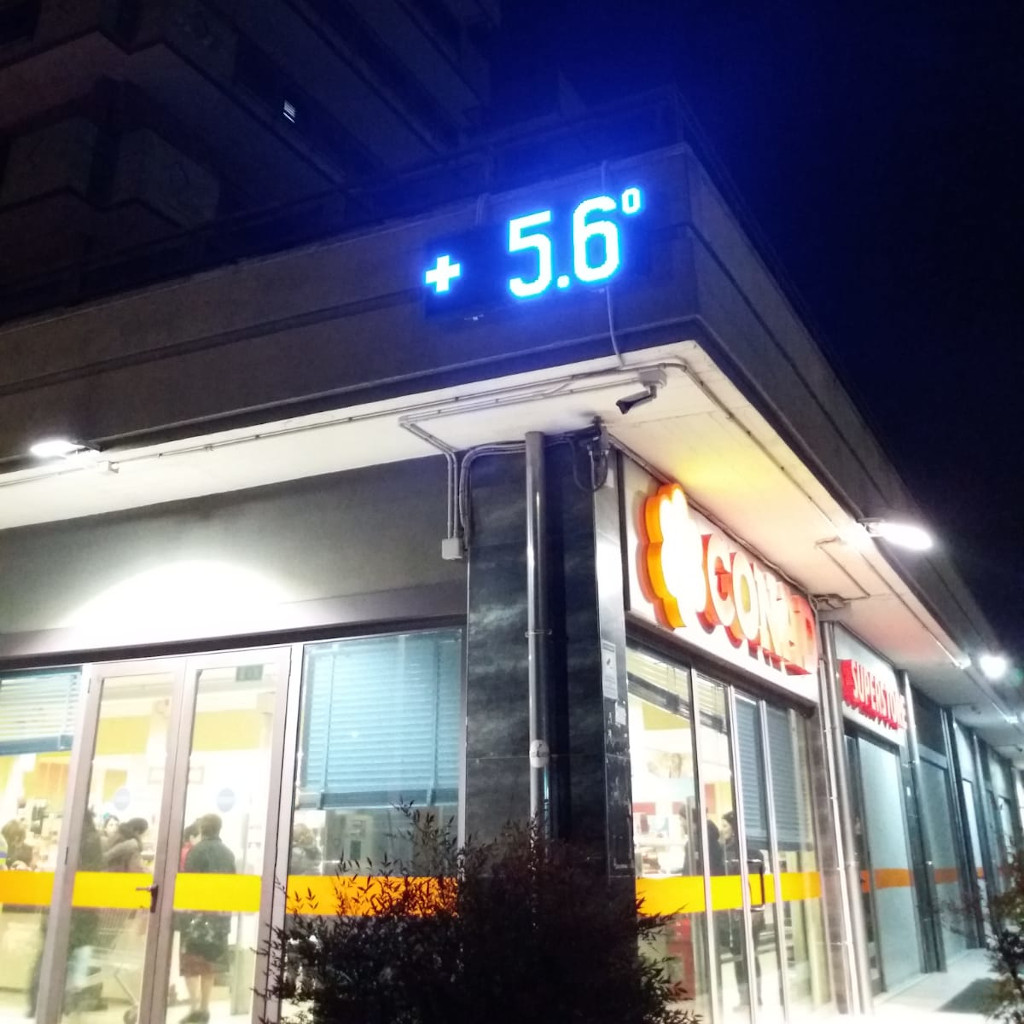 + 5.6°
CONAD
SUPERSTORE